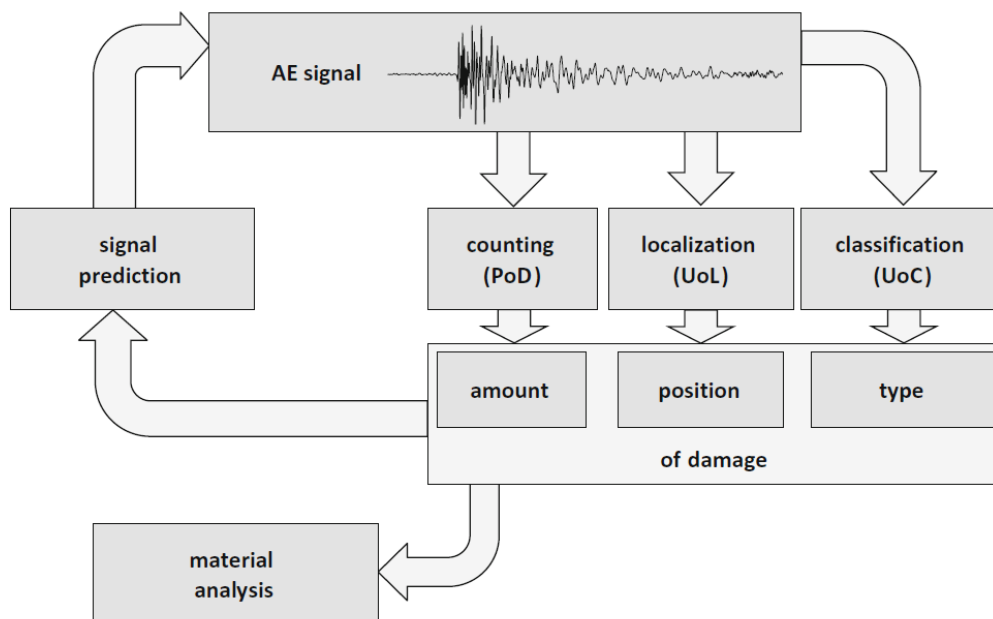 AE signal
signal
prediction
counting
(PoD)
localization
(UoL)
classification
(UoC)
amount
position
type
of damage
material
analysis